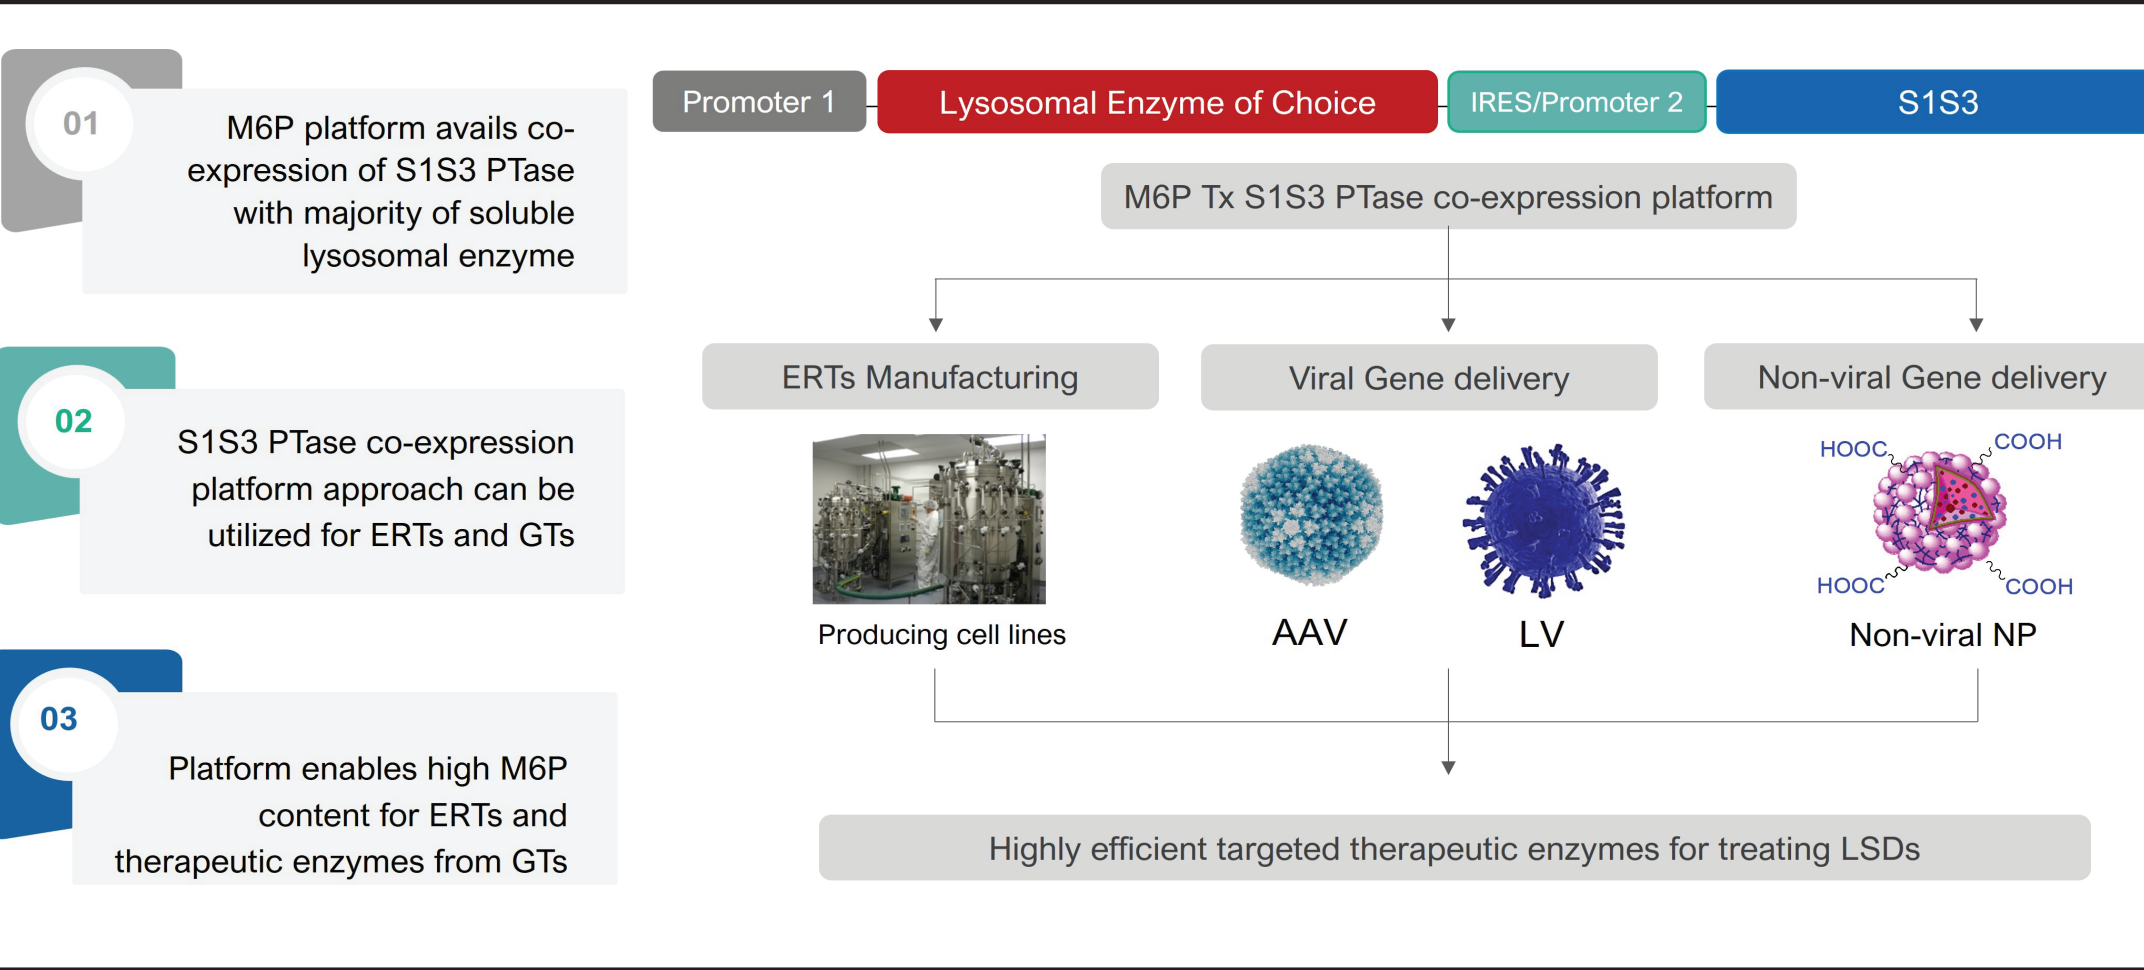 01
M6P platform avails co-
expression of S1S3 PTase
with majority of soluble
lysosomal enzyme
02
S1S3 PTase co-expression
platform approach can be
utilized for ERTs and GTs
03
Platform enables high M6P
content for ERTs and
therapeutic enzymes from GTs
Promoter 1
Lysosomal Enzyme of Choice
IRES/Promoter 2
S1S3
M6P Tx S1S3 PTase co-expression platform
ERTs Manufacturing
Viral Gene delivery
Non-viral Gene delivery
HOOC
COOH
HOOC
COOH
Producing cell lines
AAV
LV
Non-viral NP
Highly efficient targeted therapeutic enzymes for treating LSDs